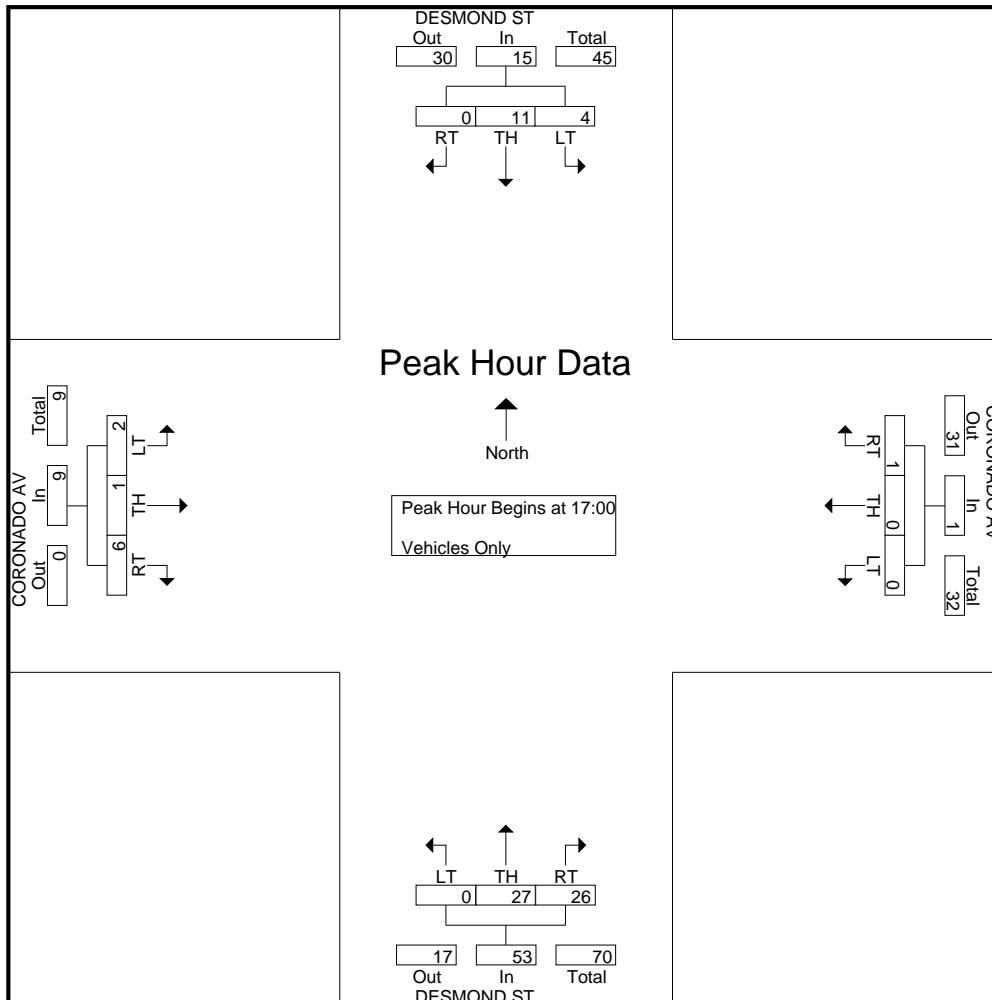 DESMOND ST
Out In Total
30 15 45
0 11 4
RT TH LT
Peak Hour Data
North
Peak Hour Begins at 17:00
Vehicles Only
CORONADO AV
Out In Total
0 9 9
LT TH RT
2 1 6
CORONADO AV
Out In Total
31 1 32
RT TH LT
1 0 0
LT TH RT
0 27 26
17 53 70
Out In Total
DESMOND ST